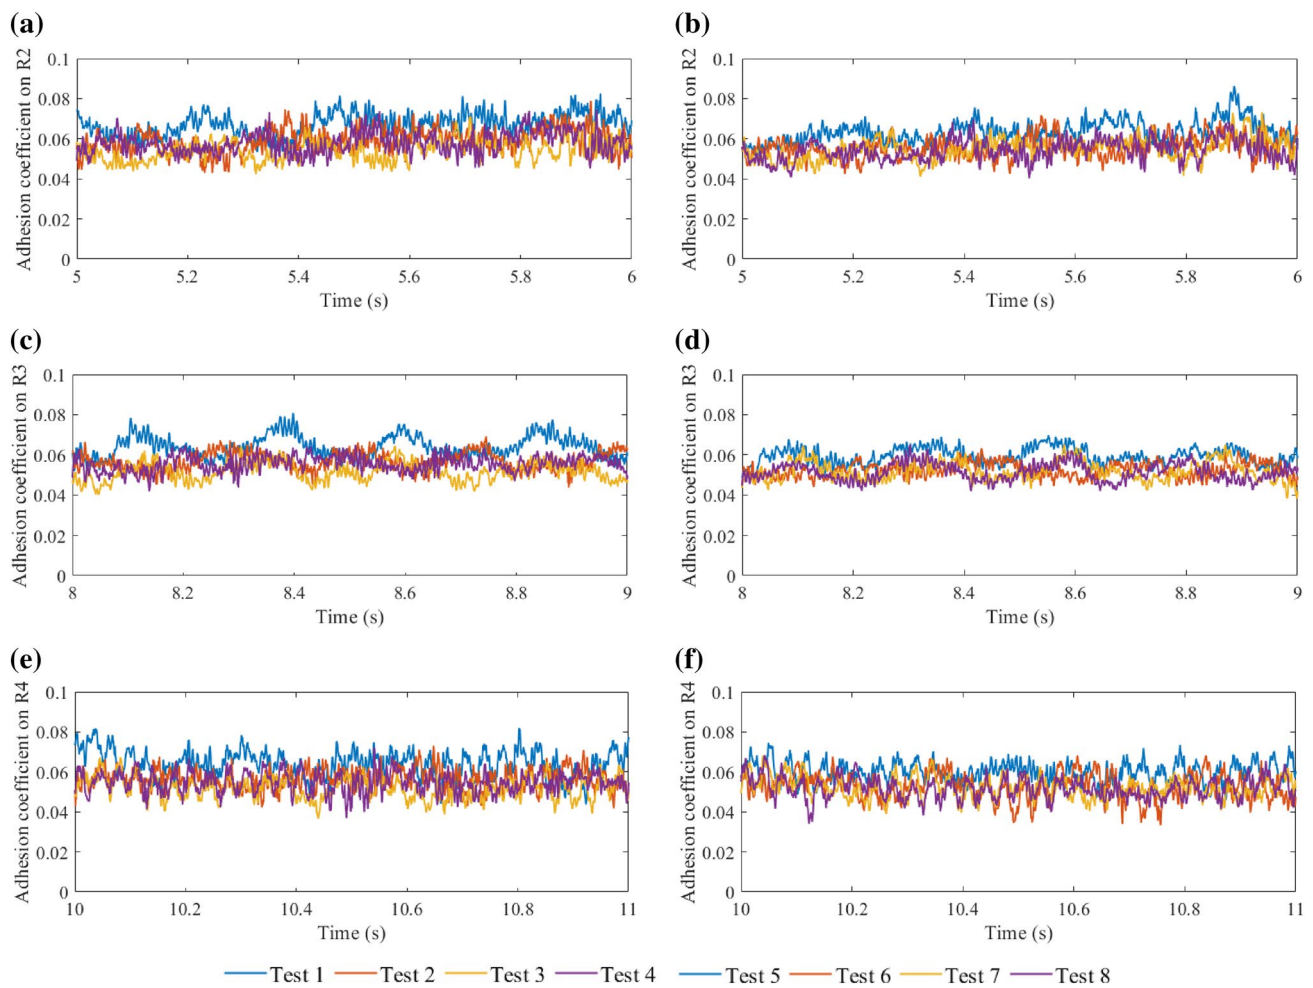 (a)
Adhesion coefficient on R2
0.1
0.08
0.06
0.04
0.02
0
5 5.2 5.4 5.6 5.8 6
Time (s)
(b)
Adhesion coefficient on R2
0.1
0.08
0.06
0.04
0.02
0
5 5.2 5.4 5.6 5.8 6
Time (s)
(c)
Adhesion coefficient on R3
0.1
0.08
0.06
0.04
0.02
0
8 8.2 8.4 8.6 8.8 9
Time (s)
(d)
Adhesion coefficient on R3
0.1
0.08
0.06
0.04
0.02
0
8 8.2 8.4 8.6 8.8 9
Time (s)
(e)
Adhesion coefficient on R4
0.1
0.08
0.06
0.04
0.02
0
10 10.2 10.4 10.6 10.8 11
Time (s)
(f)
Adhesion coefficient on R4
0.1
0.08
0.06
0.04
0.02
0
10 10.2 10.4 10.6 10.8 11
Time (s)
Test 1 Test 2 Test 3 Test 4 Test 5 Test 6 Test 7 Test 8